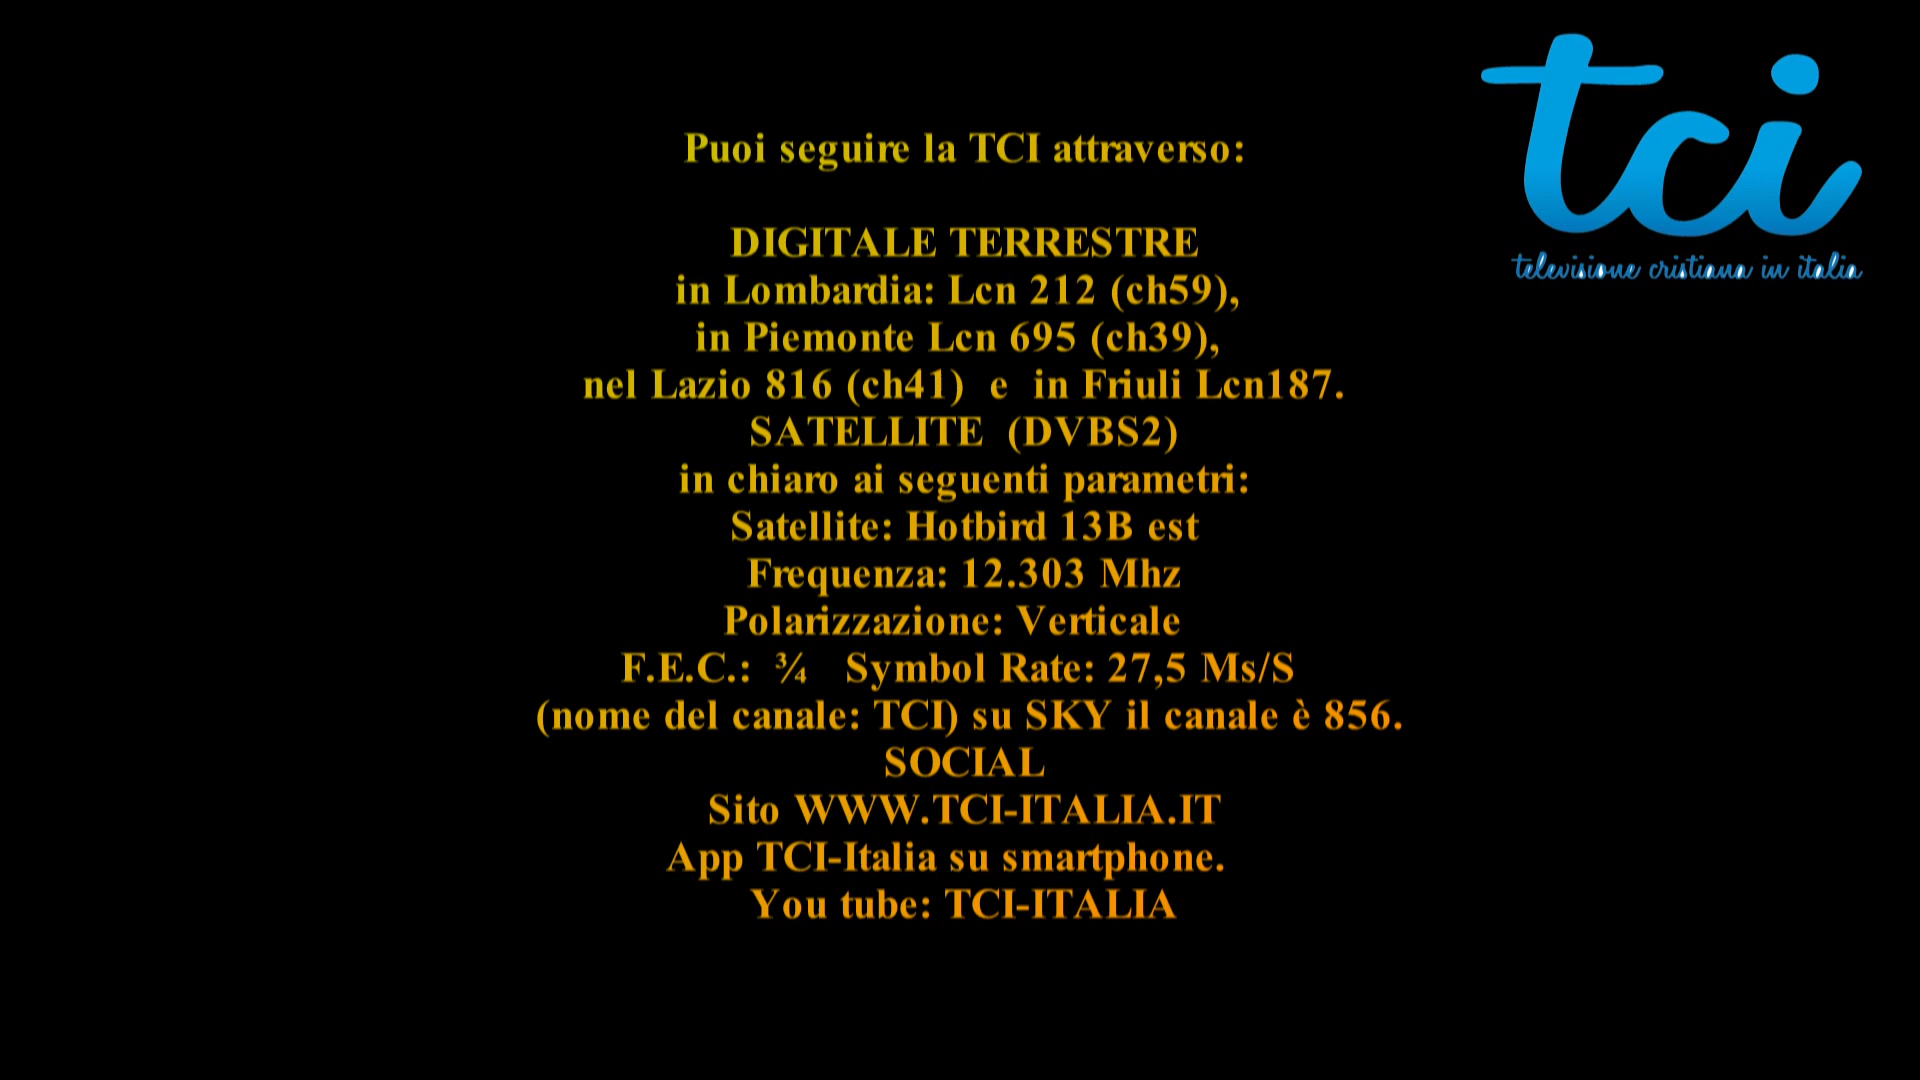 tci
televisione cristiana in italia
Puoi seguire la TCI attraverso:
DIGITALE TERRESTRE
in Lombardia: Lcn 212 (ch59),
in Piemonte Lcn 695 (ch39),
nel Lazio 816 (ch41) e in Friuli Lcn187.
SATELLITE (DVBS2)
in chiaro ai seguenti parametri:
Satellite: Hotbird 13B est
Frequenza: 12.303 Mhz
Polarizzazione: Verticale
F.E.C.: ¾ Symbol Rate: 27,5 Ms/S
(nome del canale: TCI) su SKY il canale è 856.
SOCIAL
Sito WWW.TCI-ITALIA.IT
App TCI-Italia su smartphone.
You tube: TCI-ITALIA